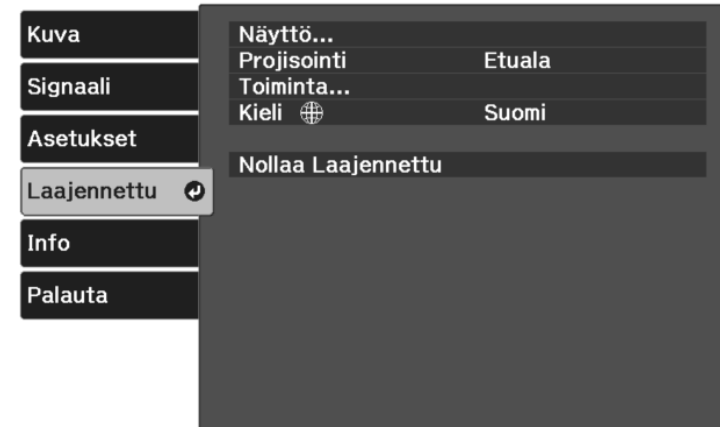 Kuva
Signaali
Asetukset
Laajennettu
Info
Palauta
Näyttö...
Projisointi Etuala
Toiminta...
Kieli Suomi
Nollaa Laajennettu